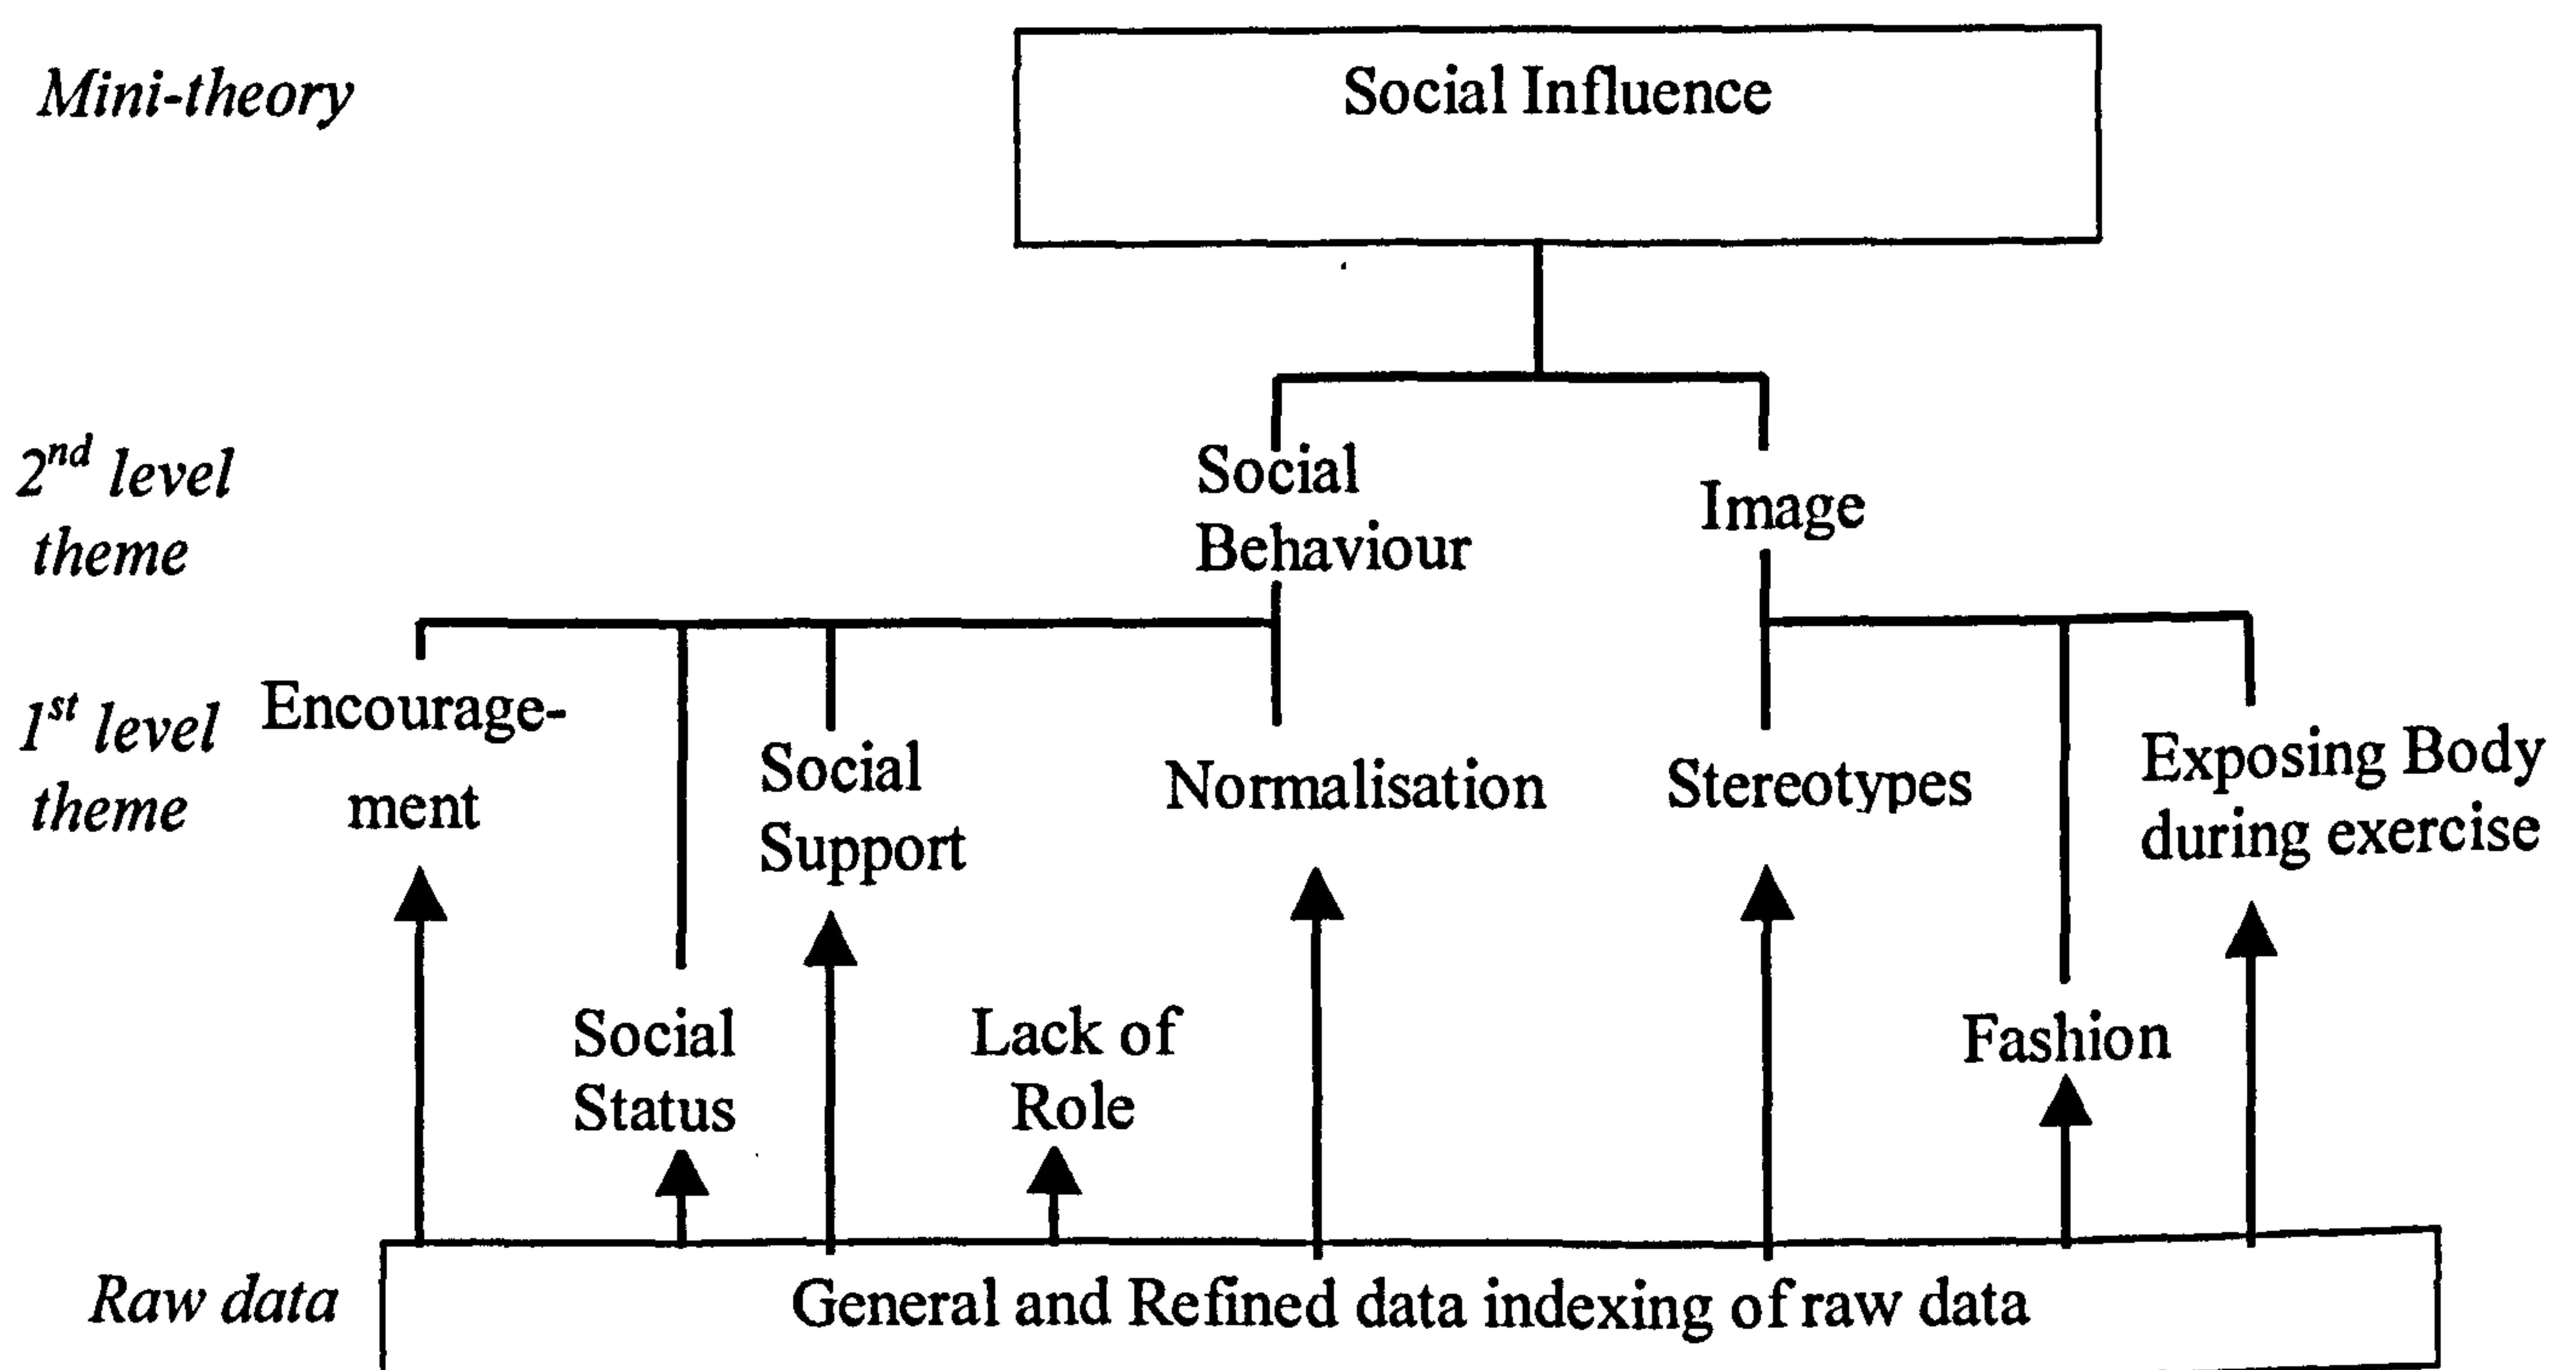 Mini-theory
Social Influence
2nd level
theme
Social
Behaviour
Image
1st level
theme
Encourage-
ment
Social
Support
Normalisation
Stereotypes
Exposing Body
during exercise
Social
Status
Lack of
Role
Fashion
Raw data
General and Refined data indexing of raw data